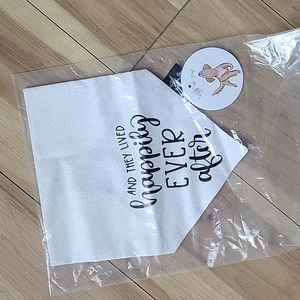 AND THEY LIVED
happily
EVER
after